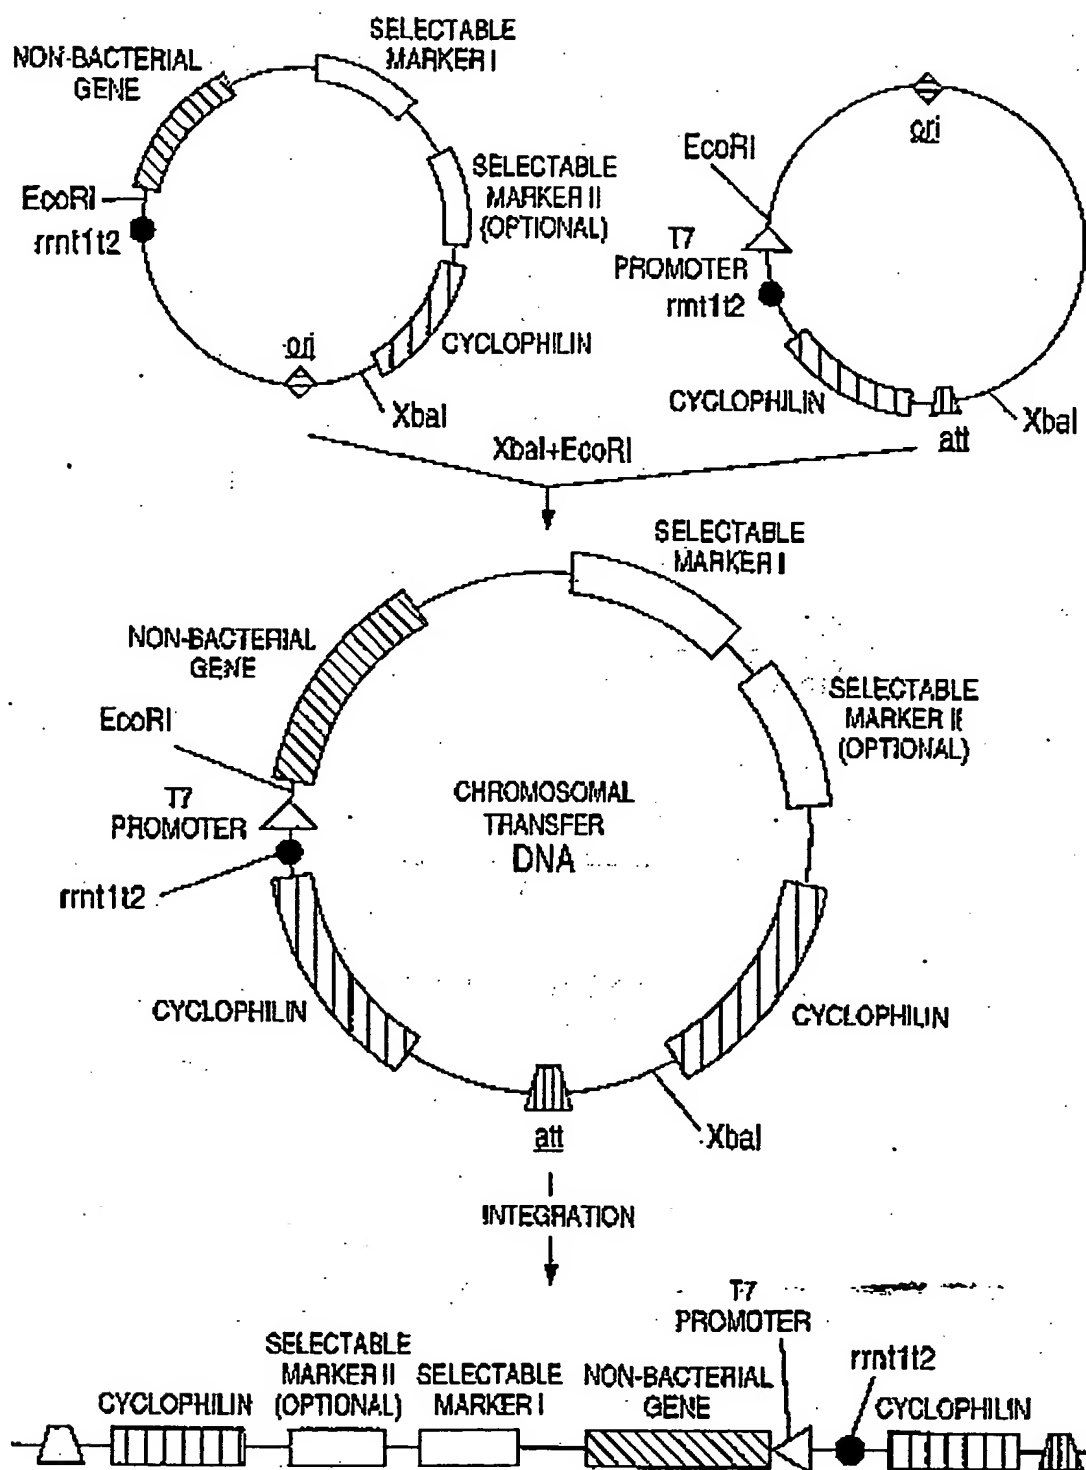 NON-BACTERIAL
GENE
SELECTABLE
MARKER I
EcoRI
rrnt1t2
SELECTABLE
MARKER II
(OPTIONAL)
CYCLOPHILIN
ori
XbaI
ori
EcoRI
T7
PROMOTER
rrnt1t2
CYCLOPHILIN
att
XbaI
XbaI+EcoRI
SELECTABLE
MARKER I
NON-BACTERIAL
GENE
SELECTABLE
MARKER II
(OPTIONAL)
EcoRI
T7
PROMOTER
rrnt1t2
CHROMOSOMAL
TRANSFER
DNA
CYCLOPHILIN
CYCLOPHILIN
att
XbaI
INTEGRATION
T7
PROMOTER
CYCLOPHILIN
SELECTABLE
MARKER II
(OPTIONAL)
SELECTABLE
MARKER I
NON-BACTERIAL
GENE
rrnt1t2
CYCLOPHILIN